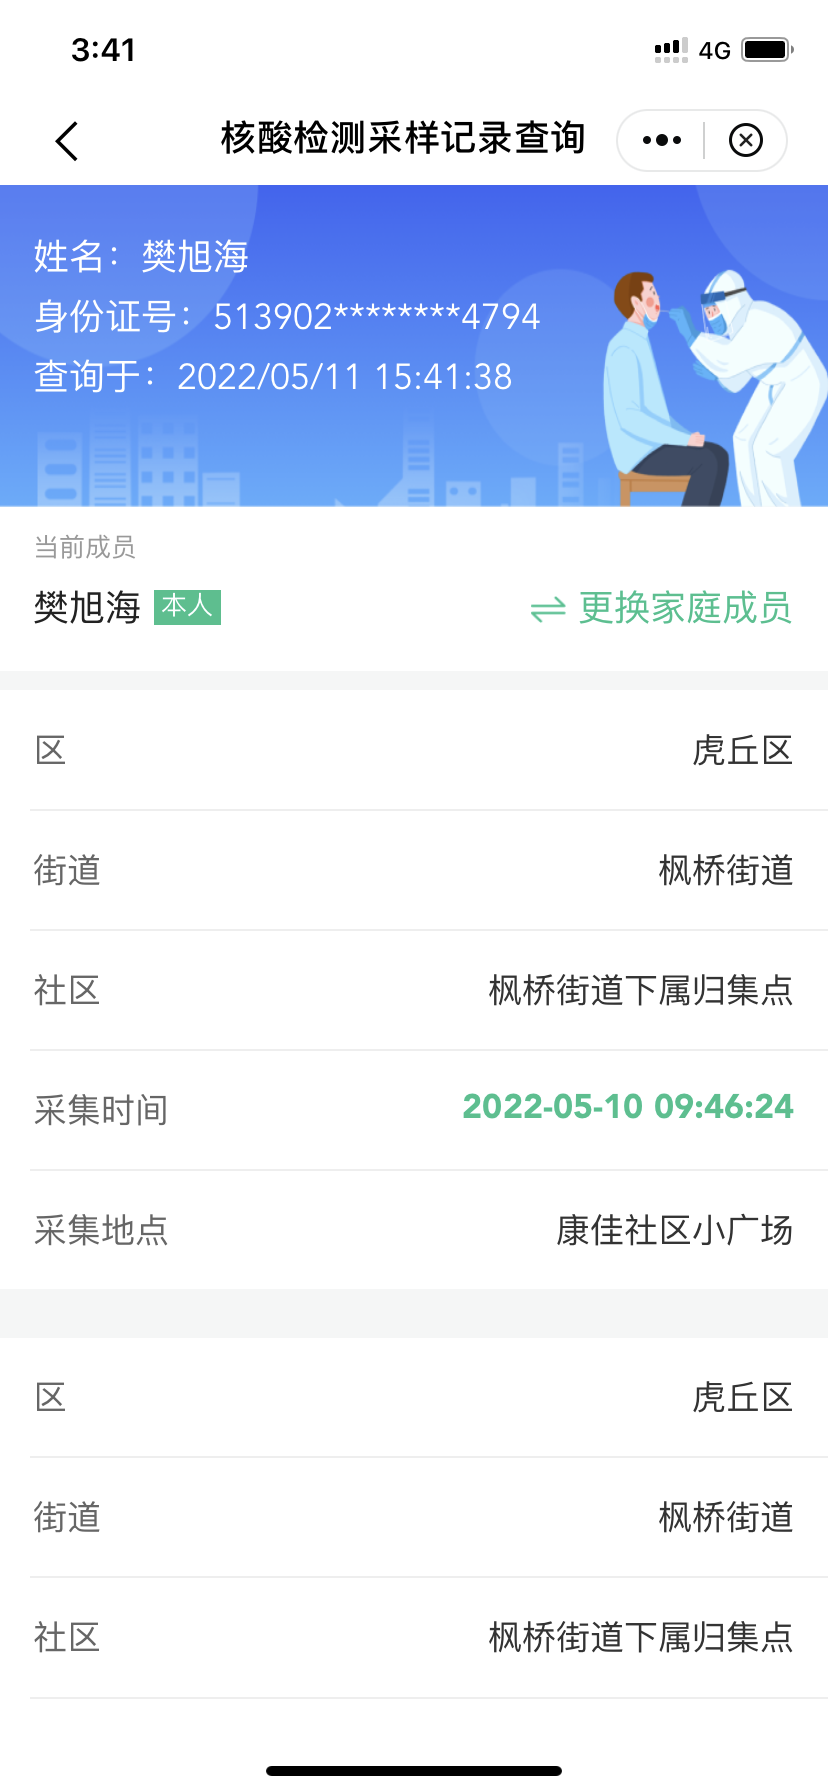 3:41
4G
核酸检测采样记录查询
姓名：樊旭海
身份证号：513902********4794
查询于：2022/05/11 15:41:38
当前成员
樊旭海 本人
更换家庭成员
区 虎丘区
街道 枫桥街道
社区 枫桥街道下属归集点
采集时间 2022-05-10 09:46:24
采集地点 康佳社区小广场
区 虎丘区
街道 枫桥街道
社区 枫桥街道下属归集点